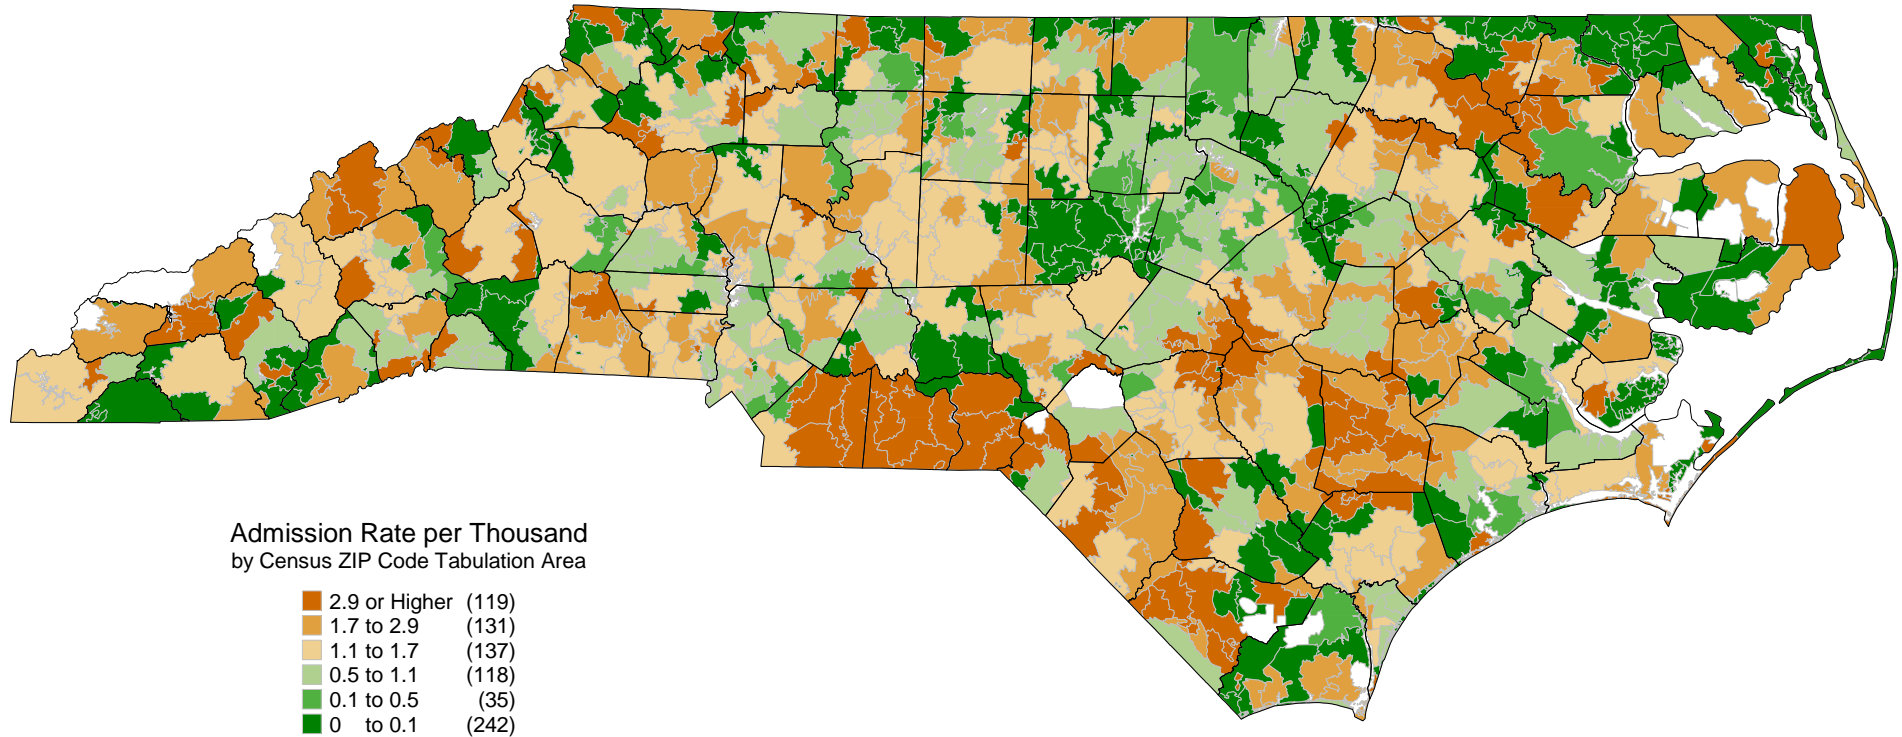 Admission Rate per Thousand
by Census ZIP Code Tabulation Area
2.9 or Higher (119)
1.7 to 2.9 (131)
1.1 to 1.7 (137)
0.5 to 1.1 (118)
0.1 to 0.5 (35)
0 to 0.1 (242)